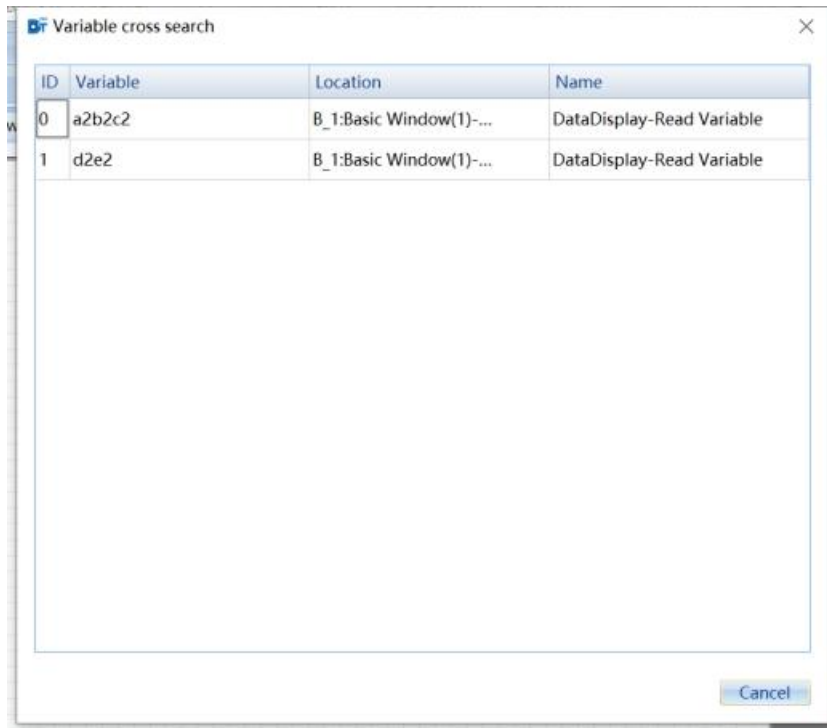 Variable cross search
ID Variable Location Name
0 a2b2c2 B_1:Basic Window(1)-... DataDisplay-Read Variable
1 d2e2 B_1:Basic Window(1)-... DataDisplay-Read Variable
Cancel